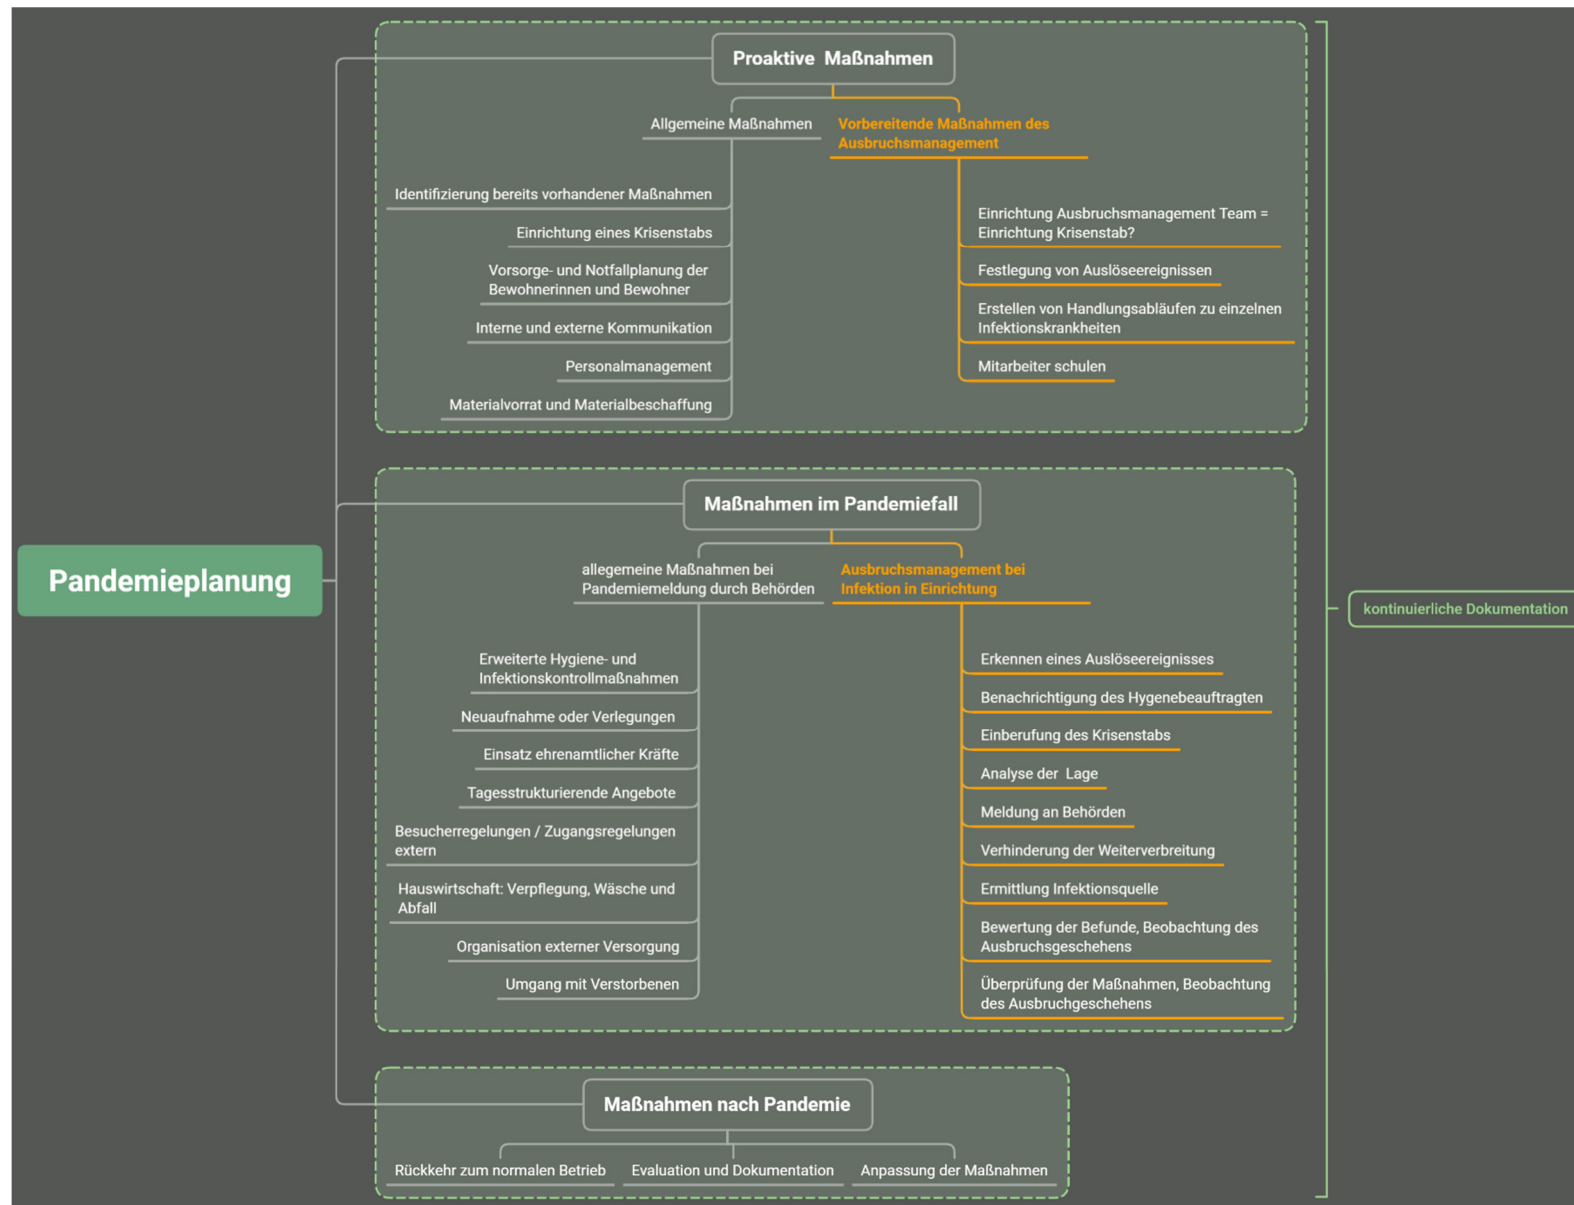 Pandemieplanung
Proaktive  Maßnahmen
Allgemeine Maßnahmen
Identifizierung bereits vorhandener Maßnahmen
Einrichtung eines Krisenstabs
Vorsorge- und Notfallplanung der
Bewohnerinnen und Bewohner
Interne und externe Kommunikation
Personalmanagement
Materialvorrat und Materialbeschaffung
Vorbereitende Maßnahmen des
Ausbruchsmanagement
Einrichtung Ausbruchsmanagement Team =
Einrichtung Krisenstab?
Festlegung von Auslöseereignissen
Erstellen von Handlungsabläufen zu einzelnen
Infektionskrankheiten
Mitarbeiter schulen
Maßnahmen im Pandemiefall
allegemeine Maßnahmen bei
Pandemiemeldung durch Behörden
Erweiterte Hygiene- und
Infektionskontrollmaßnahmen
Neuaufnahme oder Verlegungen
Einsatz ehrenamtlicher Kräfte
Tagesstrukturierende Angebote
Besucherregelungen / Zugangsregelungen
extern
Hauswirtschaft: Verpflegung, Wäsche und
Abfall
Organisation externer Versorgung
Umgang mit Verstorbenen
Ausbruchsmanagement bei
Infektion in Einrichtung
Erkennen eines Auslöseereignisses
Benachrichtigung des Hygenebeauftragten
Einberufung des Krisenstabs
Analyse der  Lage
Meldung an Behörden
Verhinderung der Weiterverbreitung
Ermittlung Infektionsquelle
Bewertung der Befunde, Beobachtung des
Ausbruchsgeschehens
Überprüfung der Maßnahmen, Beobachtung
des Ausbruchgeschehens
Maßnahmen nach Pandemie
Rückkehr zum normalen Betrieb
Evaluation und Dokumentation
Anpassung der Maßnahmen
kontinuierliche Dokumentation